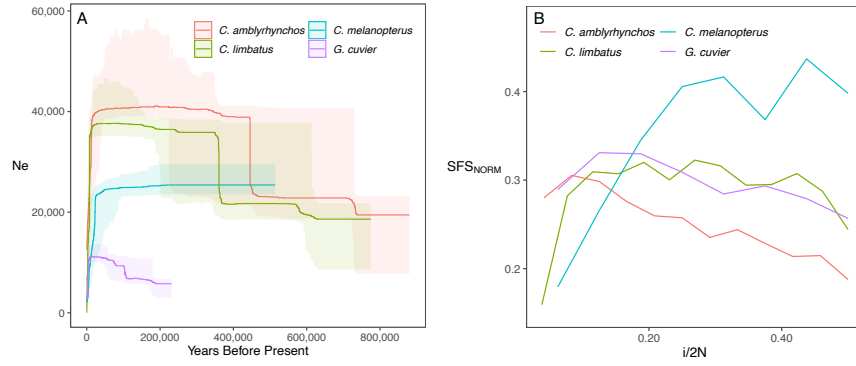 A
C. amblyrhynchos
C. melanopterus
C. limbatus
G. cuvier
60,000
40,000
20,000
0
Ne
0
200,000
400,000
600,000
800,000
Years Before Present
B
C. amblyrhynchos
C. melanopterus
C. limbatus
G. cuvier
0.4
0.3
0.2
SFSNORM
0.20
0.40
i/2N